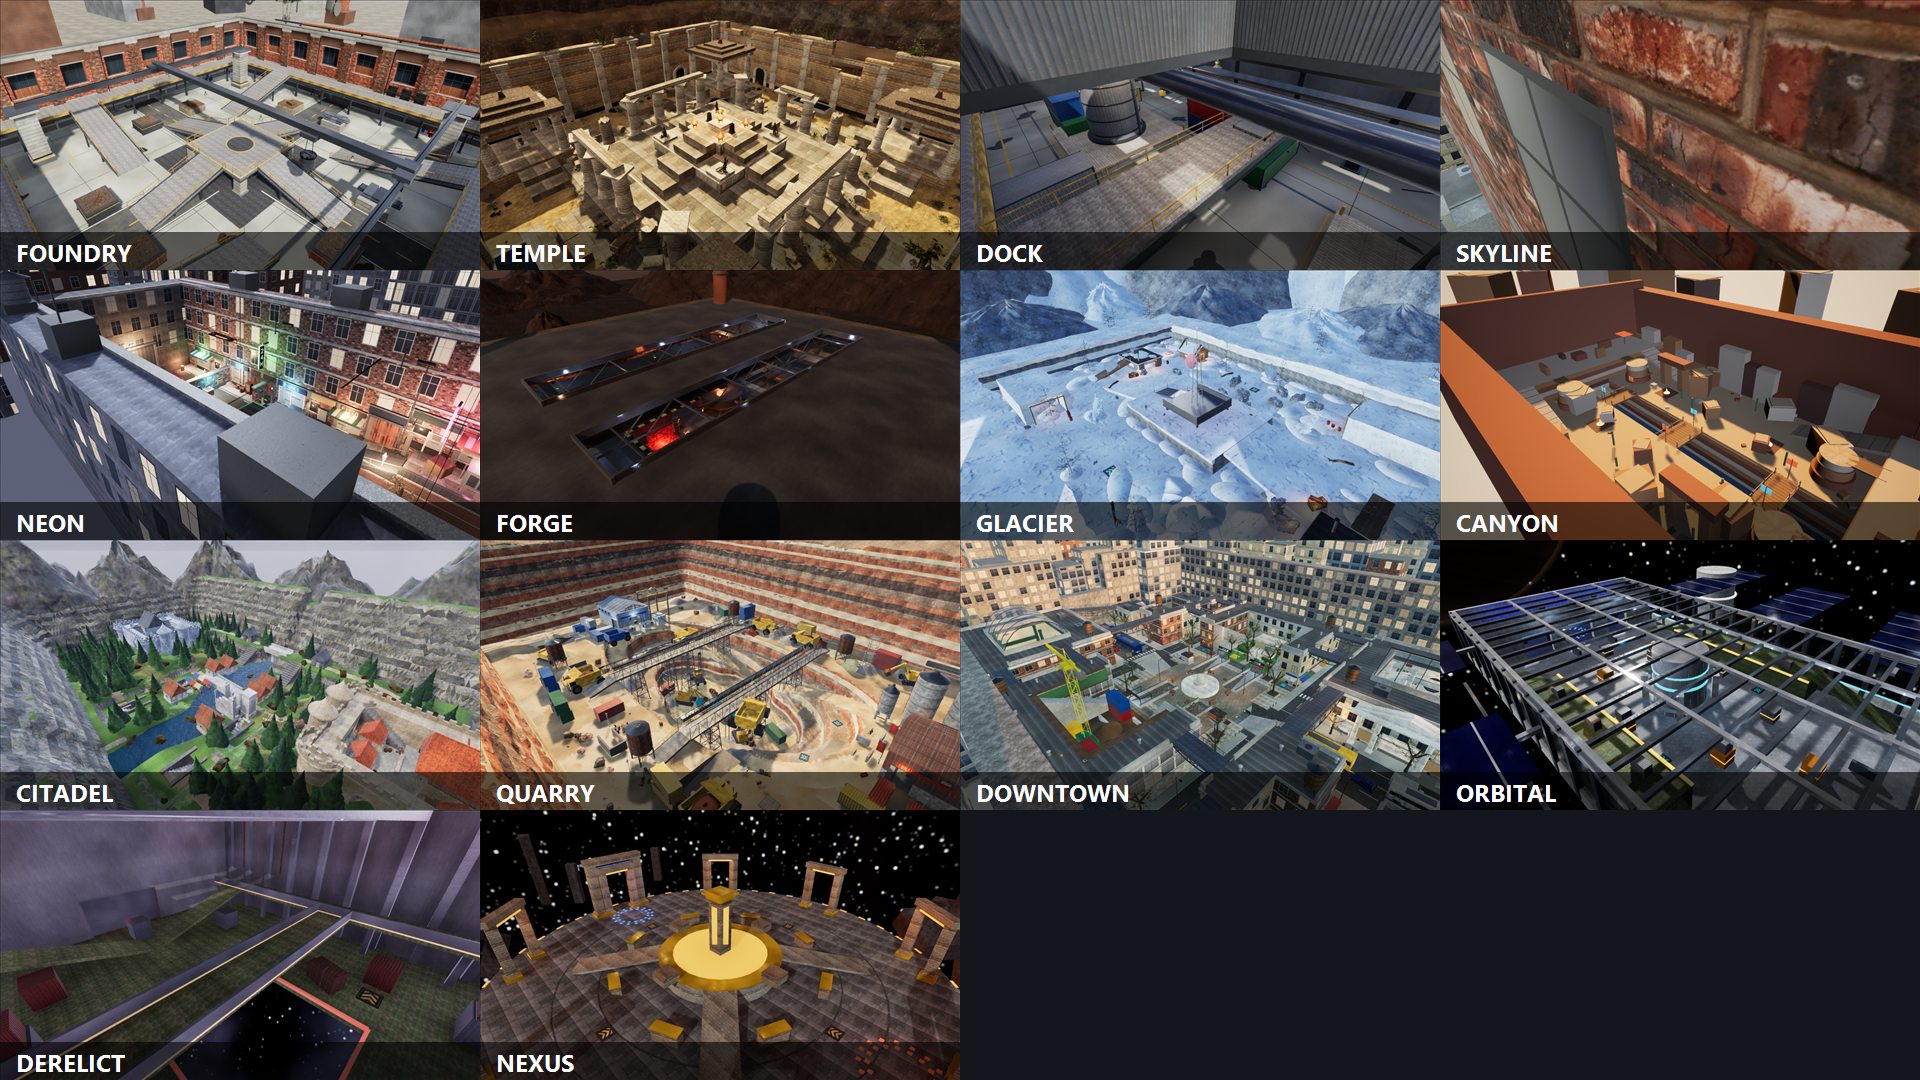 FOUNDRY
TEMPLE
DOCK
SKYLINE
NEON
FORGE
GLACIER
CANYON
CITADEL
QUARRY
DOWNTOWN
ORBITAL
DERELICT
NEXUS